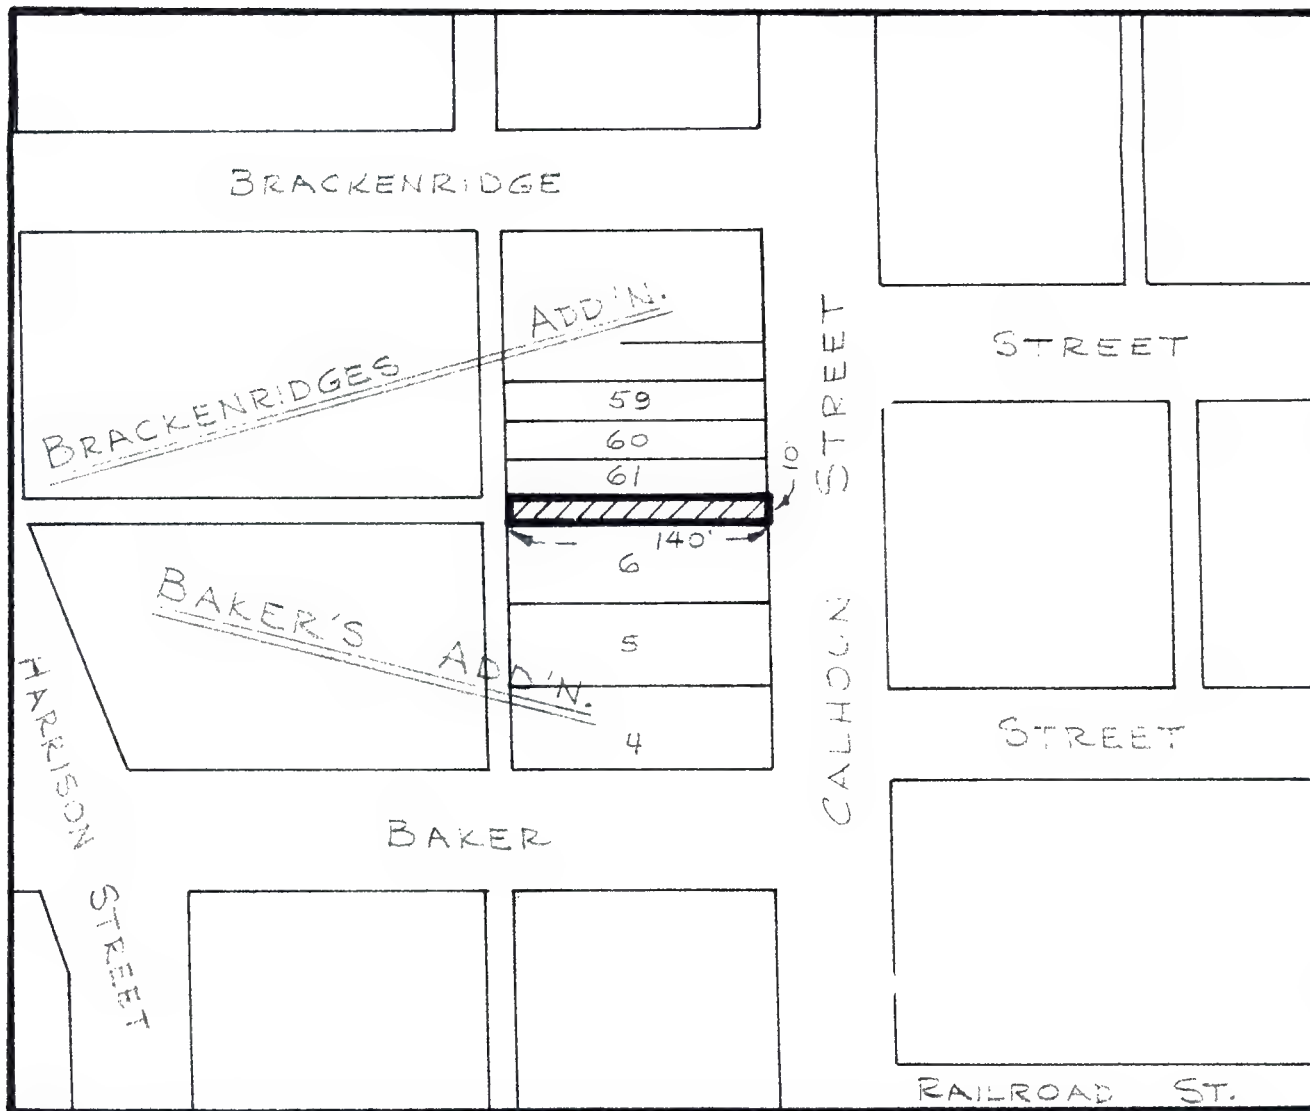 BRACKENRIDGE
STREET
BRACKENRIDGES ADD'N.
59
60
61
10'
140'
6
5
4
BAKER'S ADD'N.
CALHOUN STREET
HARRISON STREET
BAKER
STREET
RAILROAD ST.